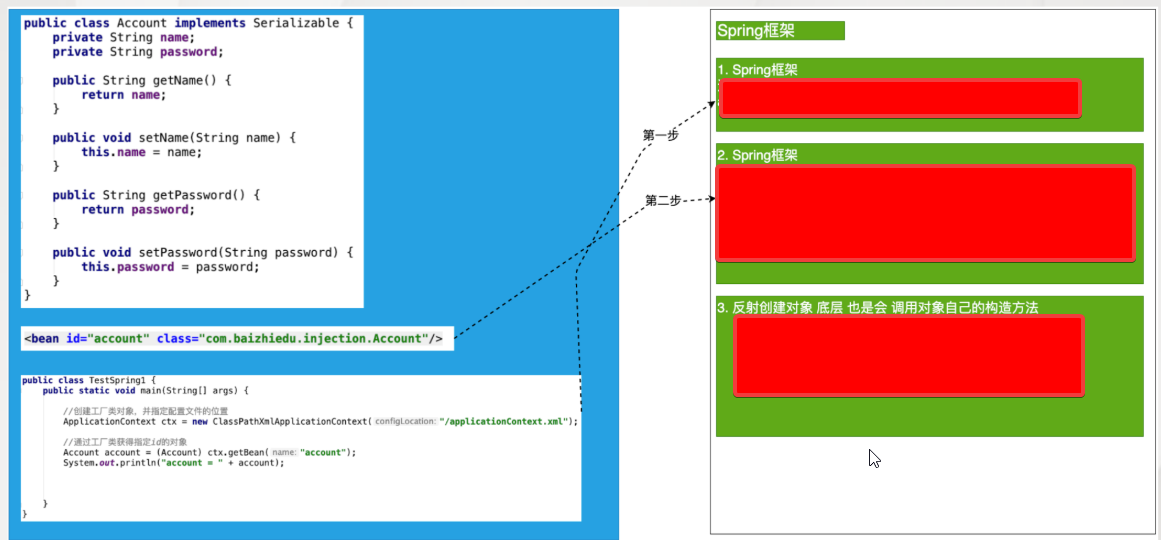 public class Account implements Serializable {
private String name;
private String password;
public String getName() {
return name;
}
public void setName(String name) {
this.name = name;
}
public String getPassword() {
return password;
}
public void setPassword(String password) {
this.password = password;
}
}
<bean id="account" class="com.baizhiedu.injection.Account"/>
public class TestSpring1 {
public static void main(String[] args) {
//创建工厂类对象，并指定配置文件的位置
ApplicationContext ctx = new ClassPathXmlApplicationContext( configLocation: "/applicationContext.xml");
//通过工厂类获得指定id的对象
Account account = (Account) ctx.getBean( name: "account");
System.out.println("account = " + account);
}
}
第一步
第二步
Spring框架
1. Spring框架
2. Spring框架
3. 反射创建对象 底层 也是会 调用对象自己的构造方法